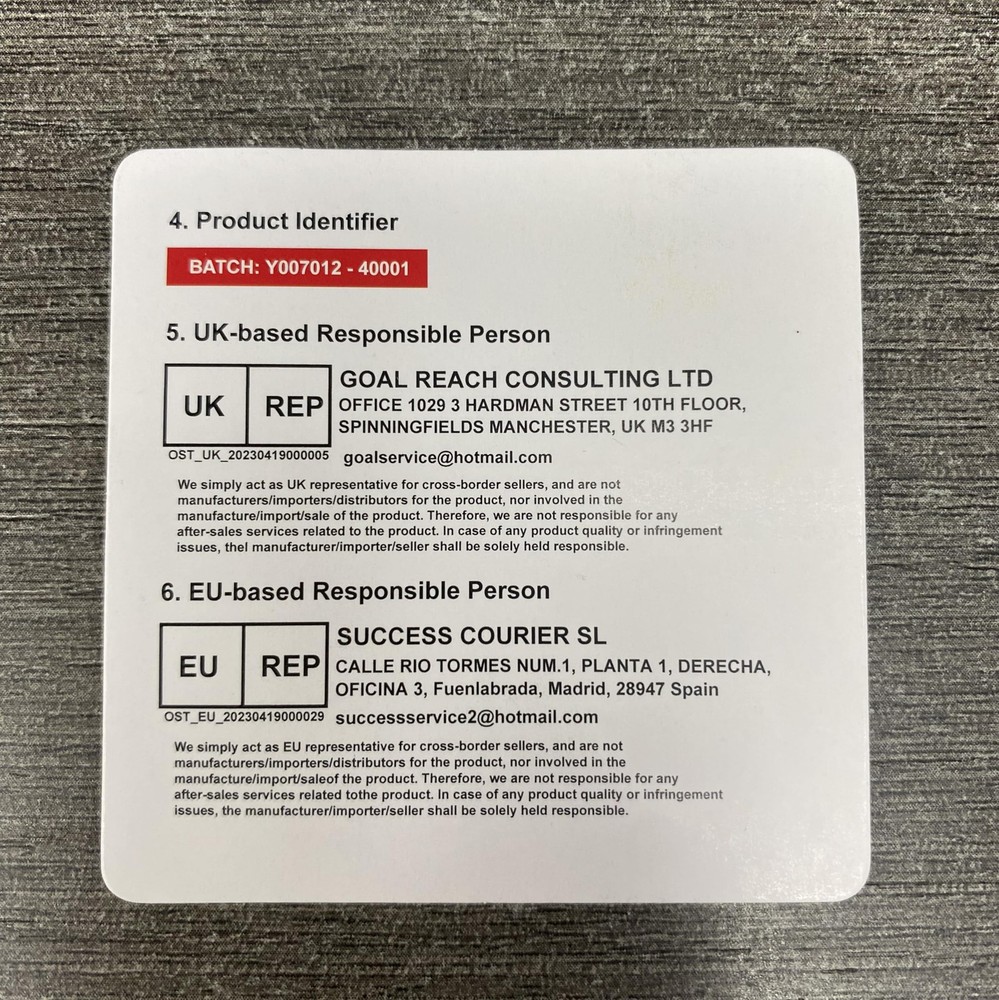 4. Product Identifier
BATCH: Y007012 - 40001
5. UK-based Responsible Person
UK REP
GOAL REACH CONSULTING LTD
OFFICE 1029 3 HARDMAN STREET 10TH FLOOR,
SPINNINGFIELDS MANCHESTER, UK M3 3HF
OST_UK_20230419000005
goalservice@hotmail.com
We simply act as UK representative for cross-border sellers, and are not
manufacturers/importers/distributors for the product, nor involved in the
manufacture/import/sale of the product. Therefore, we are not responsible for any
after-sales services related to the product. In case of any product quality or infringement
issues, thel manufacturer/importer/seller shall be solely held responsible.
6. EU-based Responsible Person
EU REP
SUCCESS COURIER SL
CALLE RIO TORMES NUM.1, PLANTA 1, DERECHA,
OFICINA 3, Fuenlabrada, Madrid, 28947 Spain
OST_EU_20230419000029
successservice2@hotmail.com
We simply act as EU representative for cross-border sellers, and are not
manufacturers/importers/distributors for the product, nor involved in the
manufacture/import/saleof the product. Therefore, we are not responsible for any
after-sales services related tothe product. In case of any product quality or infringement
issues, the manufacturer/importer/seller shall be solely held responsible.